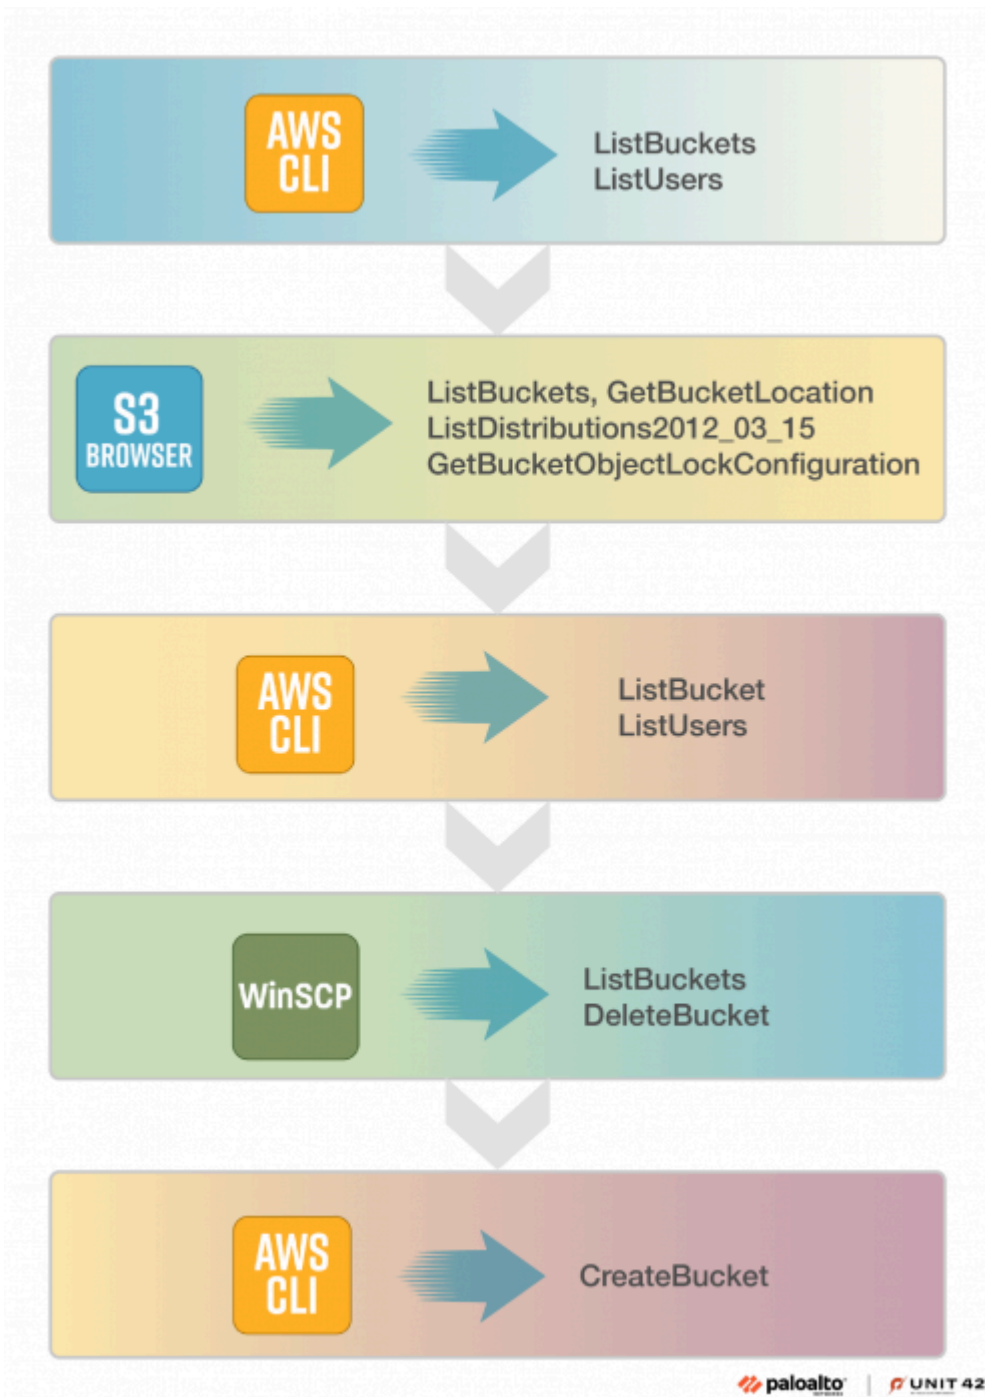 AWS
CLI
ListBuckets
ListUsers
S3
BROWSER
ListBuckets, GetBucketLocation
ListDistributions2012_03_15
GetBucketObjectLockConfiguration
AWS
CLI
ListBucket
ListUsers
WinSCP
ListBuckets
DeleteBucket
AWS
CLI
CreateBucket
paloalto
UNIT 42